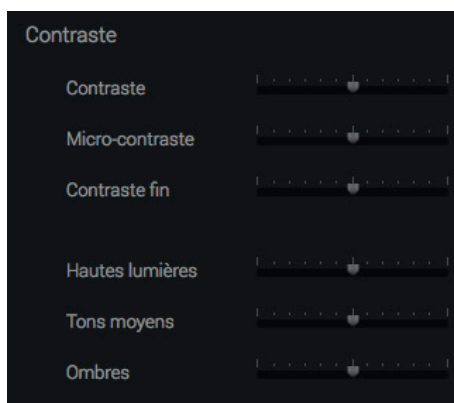 Contraste
Contraste
Micro-contraste
Contraste fin
Hautes lumières
Tons moyens
Ombres